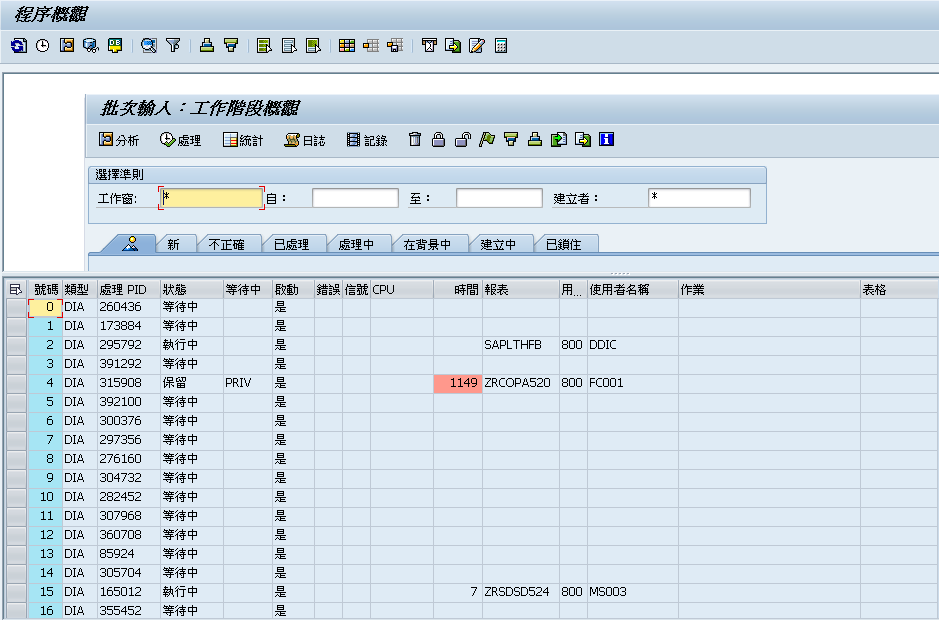 程序概觀
批次輸入：工作階段概觀
分析 處理 統計 日誌 記錄
選擇準則
工作窗: * 自： 至： 建立者： *
新 不正確 已處理 處理中 在背景中 建立中 已鎖住
號碼 類型 處理 PID 狀態 等待中 啟動 錯誤 信號 CPU 時間 報表 用... 使用者名稱 作業 表格
0 DIA 260436 等待中 是
1 DIA 173884 等待中 是
2 DIA 295792 執行中 是 SAPLTHFB 800 DDIC
3 DIA 391292 等待中 是
4 DIA 315908 保留 PRIV 是 1149 ZRCOPA520 800 FC001
5 DIA 392100 等待中 是
6 DIA 300376 等待中 是
7 DIA 297356 等待中 是
8 DIA 276160 等待中 是
9 DIA 304732 等待中 是
10 DIA 282452 等待中 是
11 DIA 307968 等待中 是
12 DIA 360708 等待中 是
13 DIA 85924 等待中 是
14 DIA 305704 等待中 是
15 DIA 165012 執行中 是 7 ZRSDSD524 800 MS003
16 DIA 355452 等待中 是